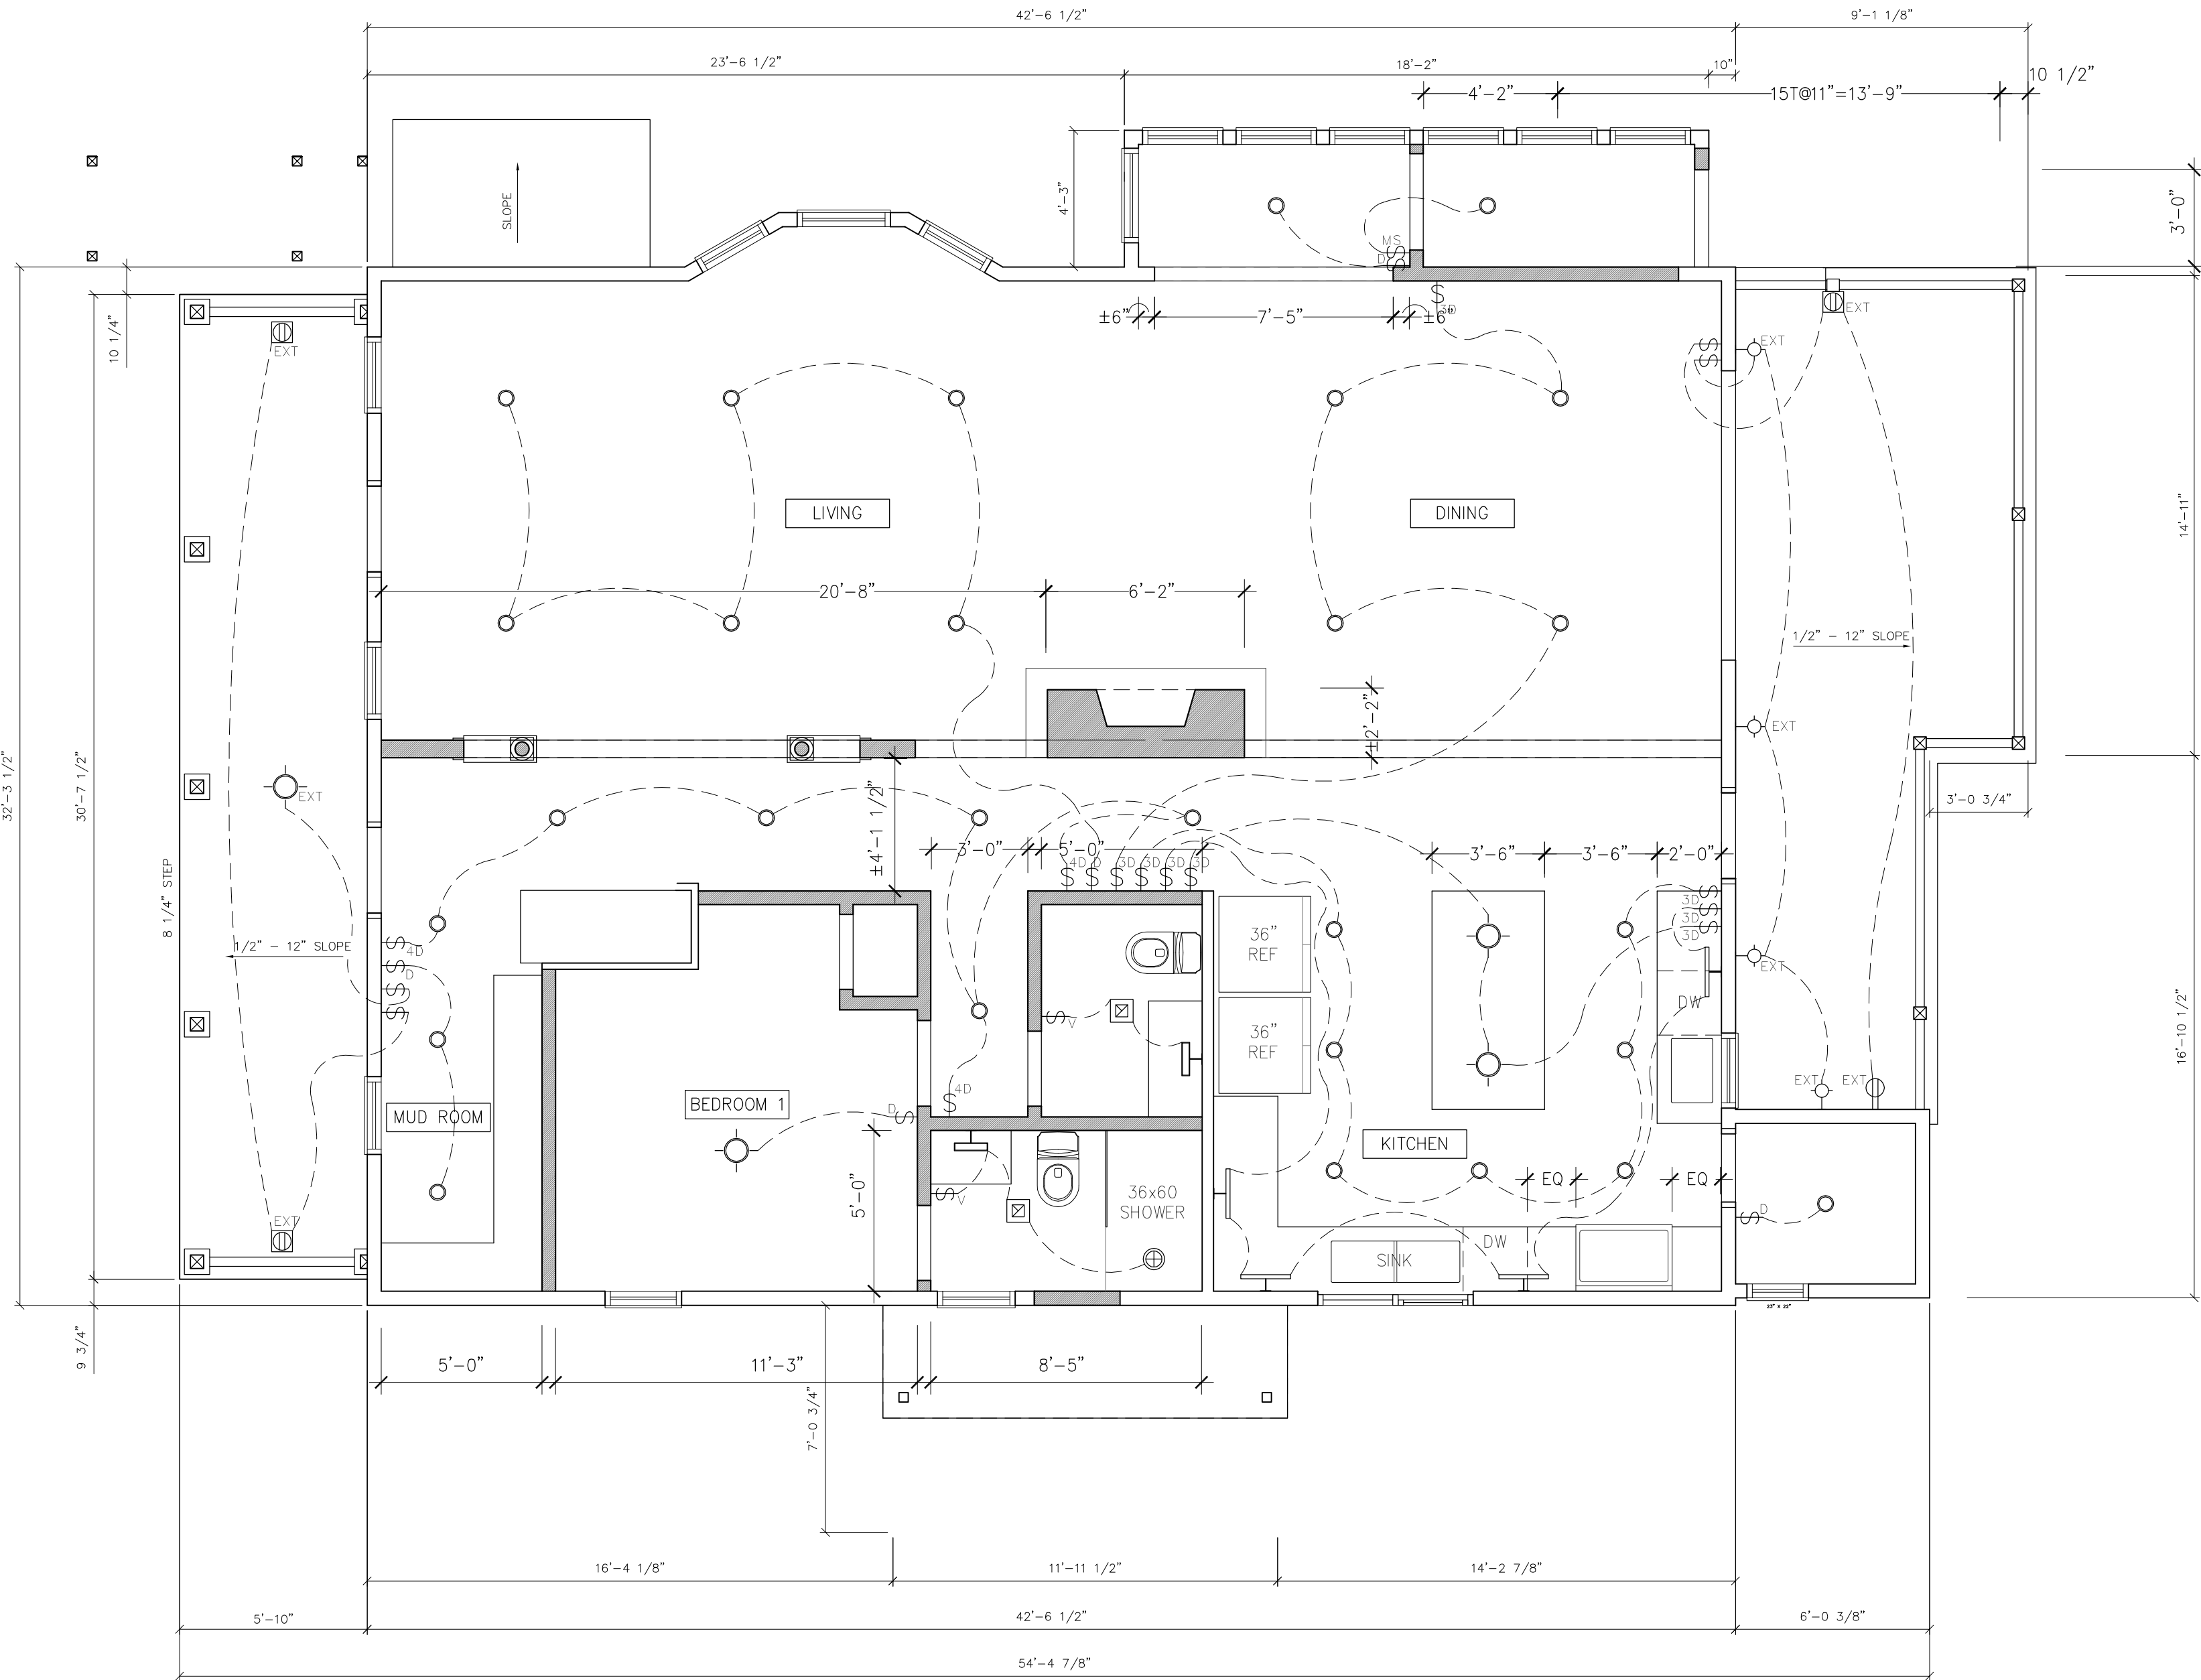 42'-6 1/2"
9'-1 1/8"
23'-6 1/2"
18'-2"
10"
10 1/2"
4'-2"
15T@11"=13'-9"
4'-3"
SLOPE
3'-0"
MS
D
10 1/4"
EXT
±6"
7'-5"
±6"
3D
EXT
EXT
LIVING
DINING
14'-11"
20'-8"
6'-2"
1/2" - 12" SLOPE
±2'-2"
EXT
32'-3 1/2"
30'-7 1/2"
EXT
±4'-1 1/2"
3'-0 3/4"
3'-0"
5'-0"
3'-6"
3'-6"
2'-0"
4D
D
3D
3D
3D
3D
8 1/4" STEP
3D
3D
3D
1/2" - 12" SLOPE
4D
D
36"
REF
EXT
DW
V
36"
REF
16'-10 1/2"
4D
EXT
EXT
MUD ROOM
BEDROOM 1
D
KITCHEN
EQ
EQ
5'-0"
V
36x60
SHOWER
D
EXT
DW
SINK
23" X 22"
9 3/4"
5'-0"
11'-3"
8'-5"
7'-0 3/4"
16'-4 1/8"
11'-11 1/2"
14'-2 7/8"
5'-10"
42'-6 1/2"
6'-0 3/8"
54'-4 7/8"